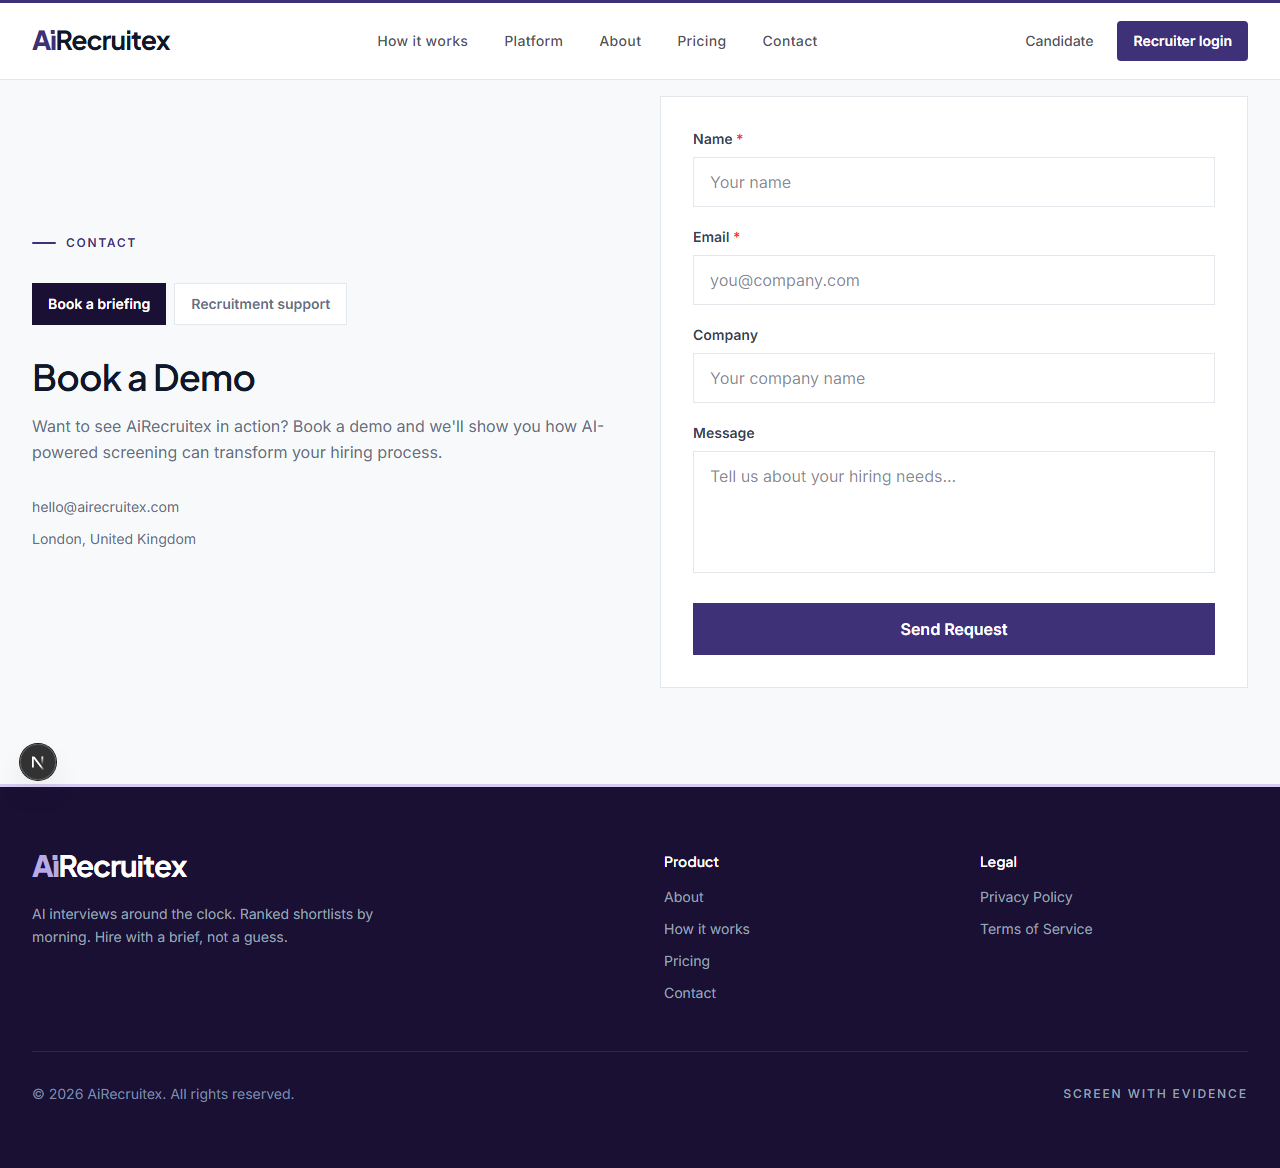 AiRecruitex
How it works
Platform
About
Pricing
Contact
Candidate
Recruiter login
CONTACT
Book a briefing
Recruitment support
Book a Demo
Want to see AiRecruitex in action? Book a demo and we'll show you how AI-
powered screening can transform your hiring process.
hello@airecruitex.com
London, United Kingdom
Name *
Your name
Email *
you@company.com
Company
Your company name
Message
Tell us about your hiring needs...
Send Request
N
AiRecruitex
AI interviews around the clock. Ranked shortlists by
morning. Hire with a brief, not a guess.
Product
About
How it works
Pricing
Contact
Legal
Privacy Policy
Terms of Service
© 2026 AiRecruitex. All rights reserved.
SCREEN WITH EVIDENCE